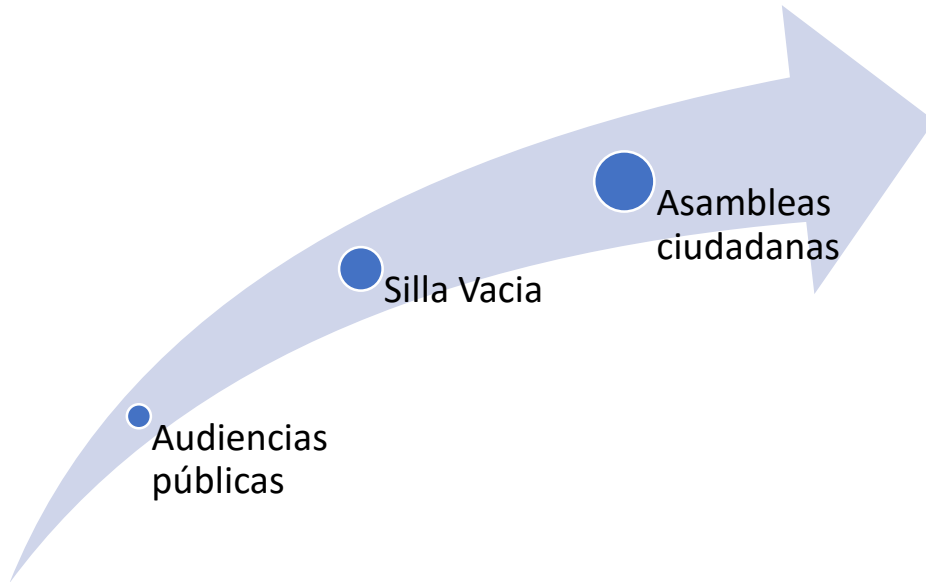 Audiencias
públicas
Silla Vacia
Asambleas
ciudadanas